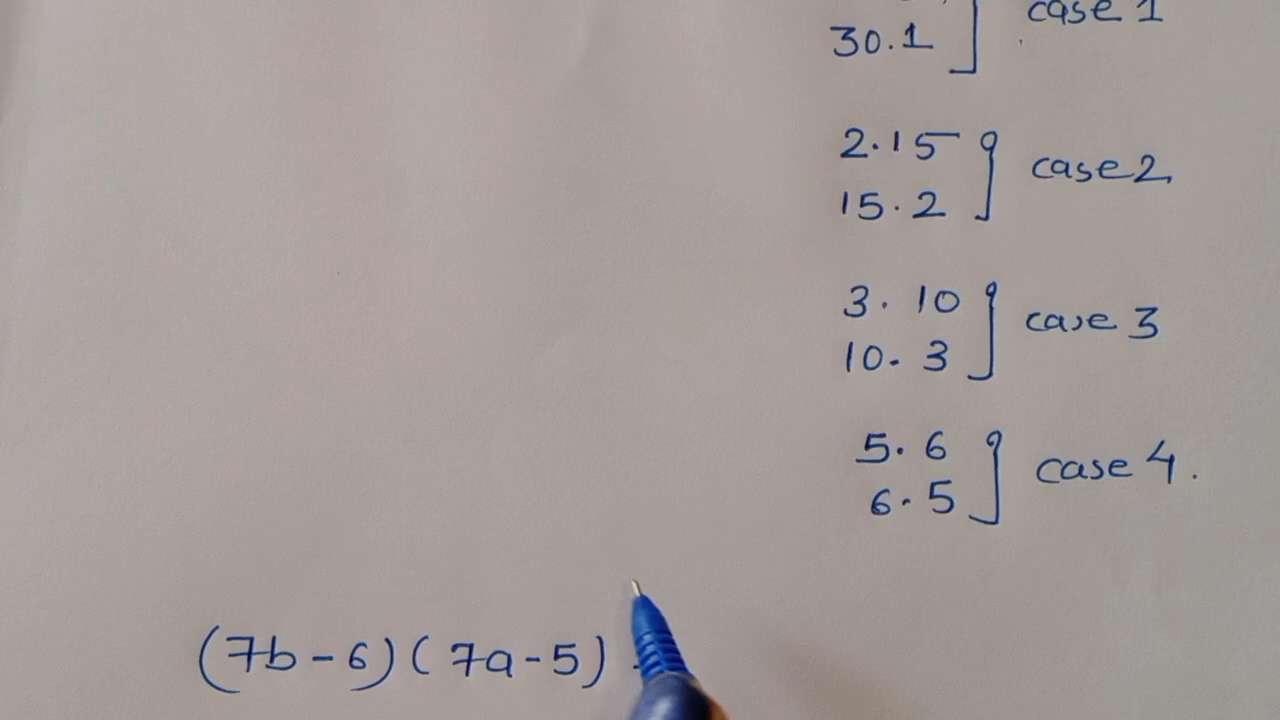 case 1
30.1
2.15
case 2
15.2
3. 10
case 3
10. 3
5. 6
case 4.
6. 5
(7b-6)(7a-5)